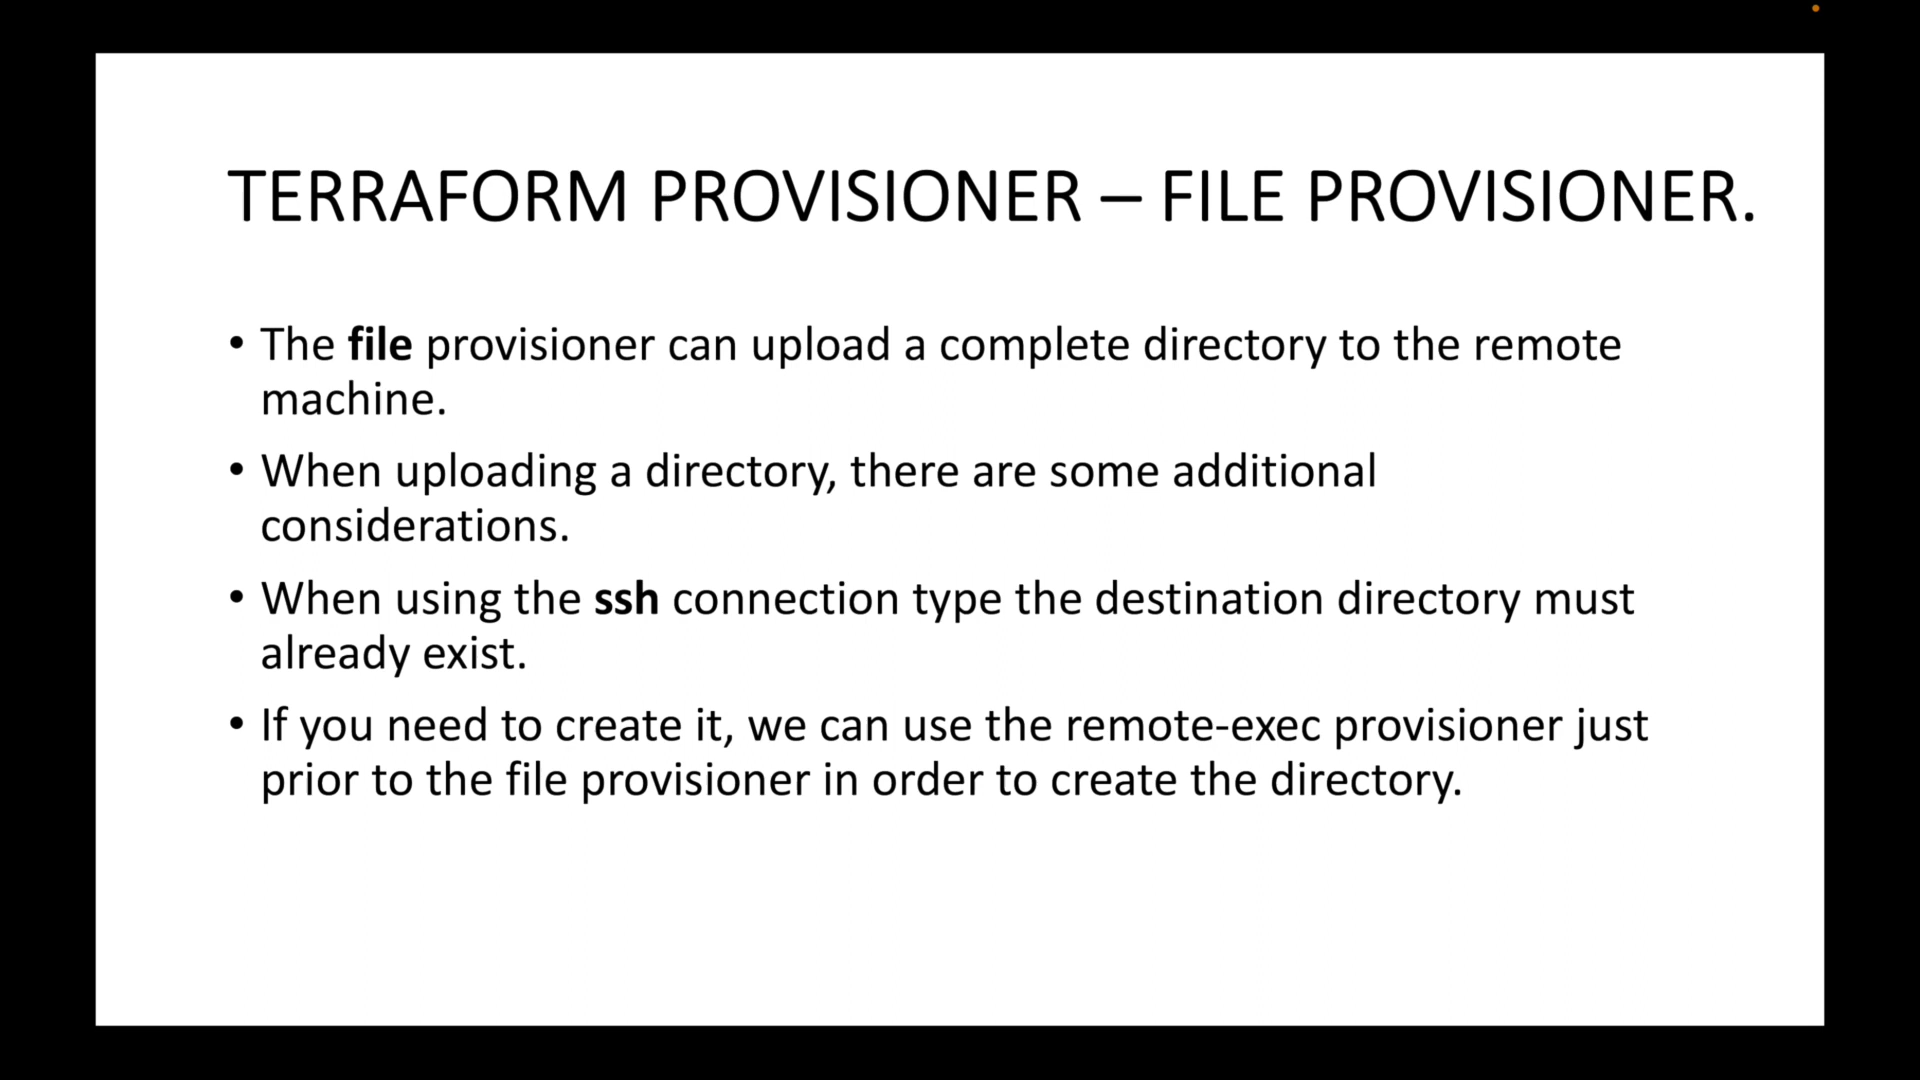 TERRAFORM PROVISIONER – FILE PROVISIONER.
• The file provisioner can upload a complete directory to the remote
machine.
• When uploading a directory, there are some additional
considerations.
• When using the ssh connection type the destination directory must
already exist.
• If you need to create it, we can use the remote-exec provisioner just
prior to the file provisioner in order to create the directory.